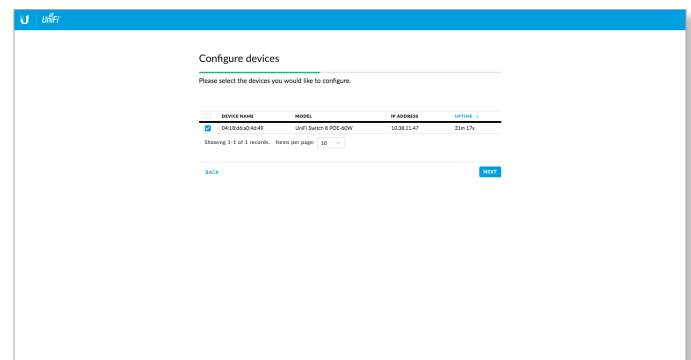 UniFi
Configure devices
Please select the devices you would like to configure.
DEVICE NAME MODEL IP ADDRESS UPTIME ↓
04:18:d6:a0:4d:49 UniFi Switch 8 POE-60W 10.38.11.47 31m 17s
Showing 1-1 of 1 records. Items per page: 10
BACK NEXT